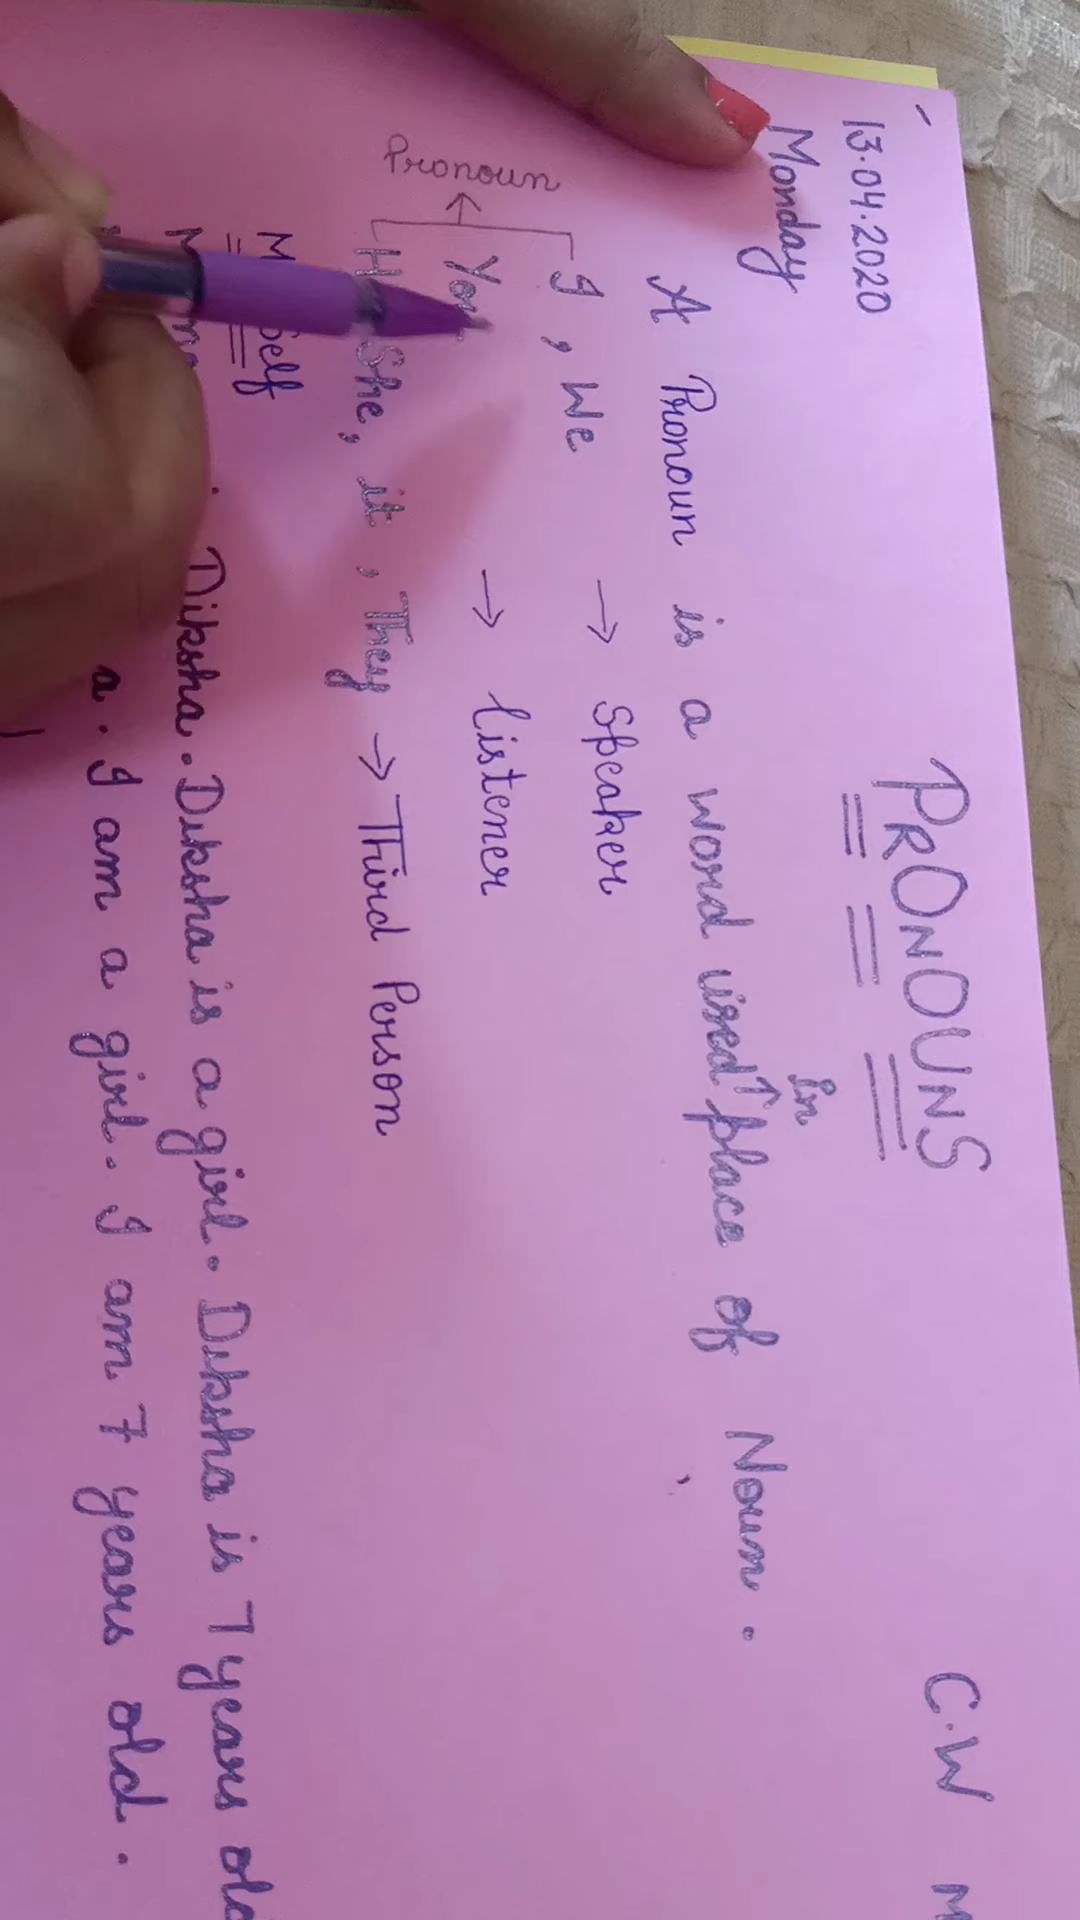 13.04.2020
C.W
Monday
PRONOUNS
A Pronoun is a word used in place of Noun.
I, We → Speaker
Pronoun
→ listener
She, it, They → Third Person
Diksha. Diksha is a girl. Diksha is 7 years
I am a girl. I am 7 years old.